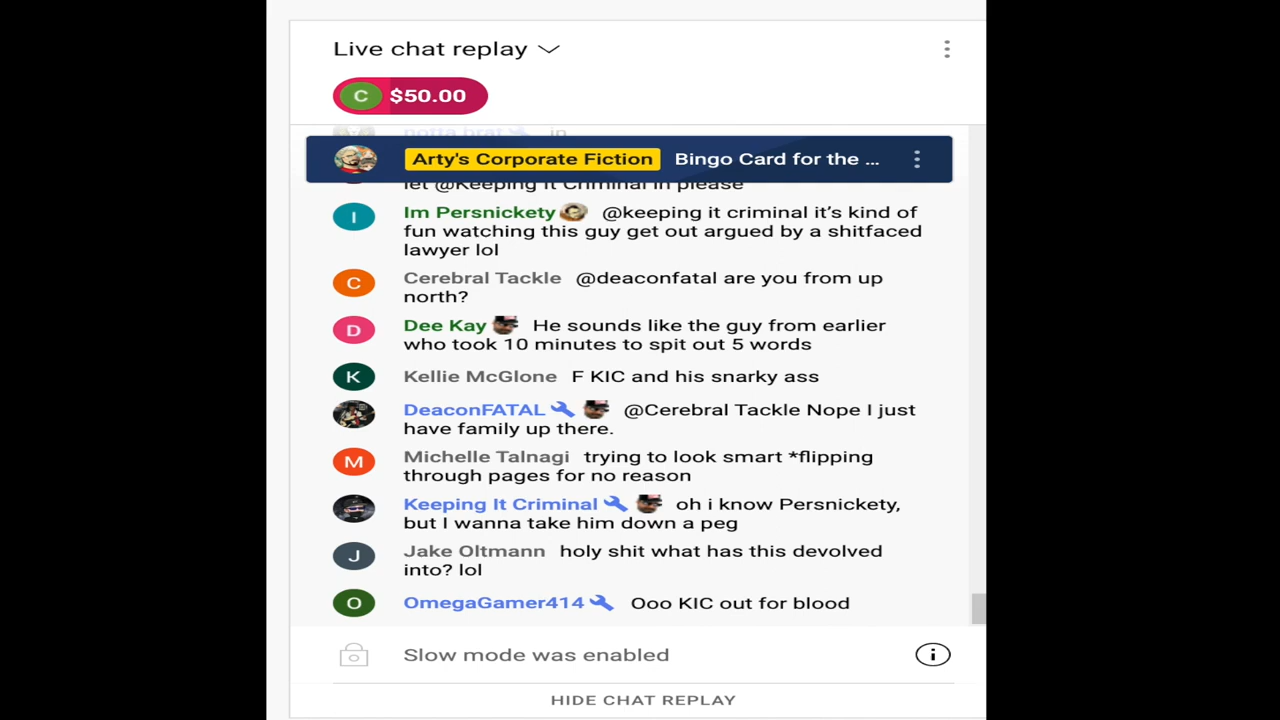 Live chat replay
C $50.00
notta brat in
Arty's Corporate Fiction Bingo Card for the ...
let @Keeping It Criminal in please
I Im Persnickety @keeping it criminal it’s kind of
fun watching this guy get out argued by a shitfaced
lawyer lol
C Cerebral Tackle @deaconfatal are you from up
north?
D Dee Kay He sounds like the guy from earlier
who took 10 minutes to spit out 5 words
K Kellie McGlone F KIC and his snarky ass
DeaconFATAL @Cerebral Tackle Nope I just
have family up there.
M Michelle Talnagi trying to look smart *flipping
through pages for no reason
Keeping It Criminal oh i know Persnickety,
but I wanna take him down a peg
J Jake Oltmann holy shit what has this devolved
into? lol
O OmegaGamer414 Ooo KIC out for blood
Slow mode was enabled
HIDE CHAT REPLAY